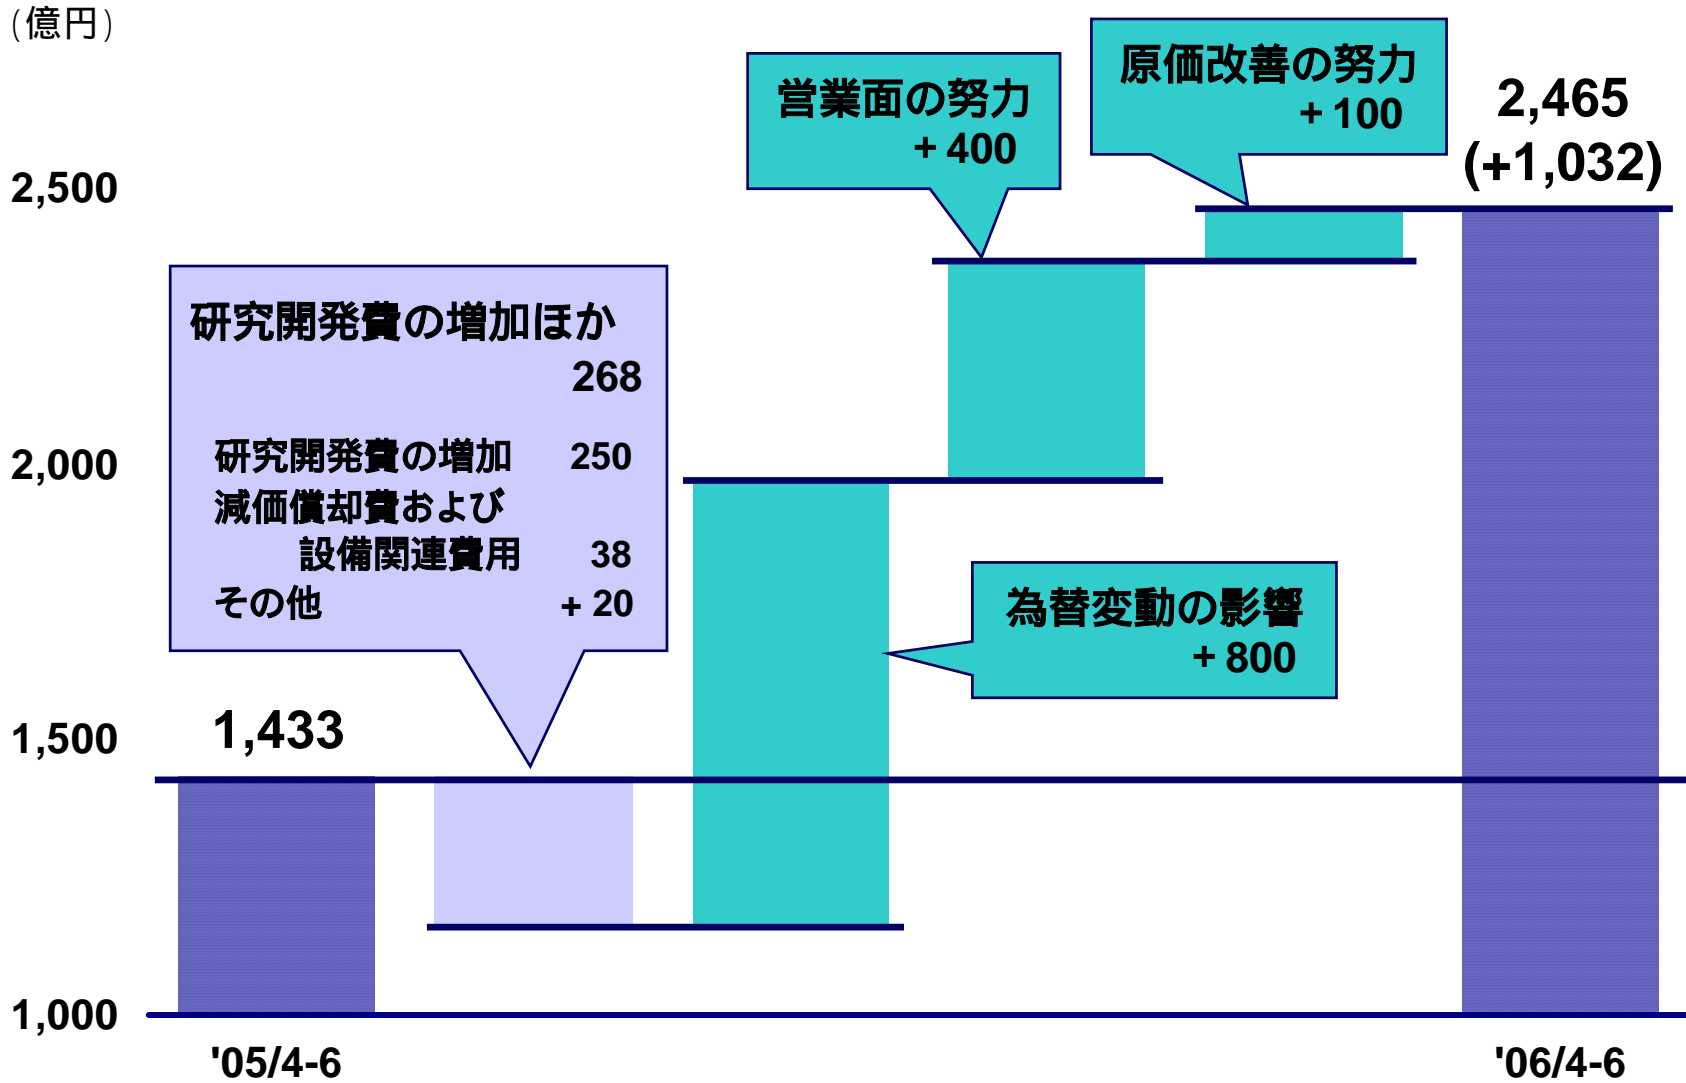 (億円)
原価改善の努力
+ 100
営業面の努力
+ 400
2,465
(+1,032)
2,500
研究開発費の増加ほか
268
研究開発費の増加 250
減価償却費および
設備関連費用 38
その他 + 20
2,000
為替変動の影響
+ 800
1,500
1,433
1,000
'05/4-6
'06/4-6